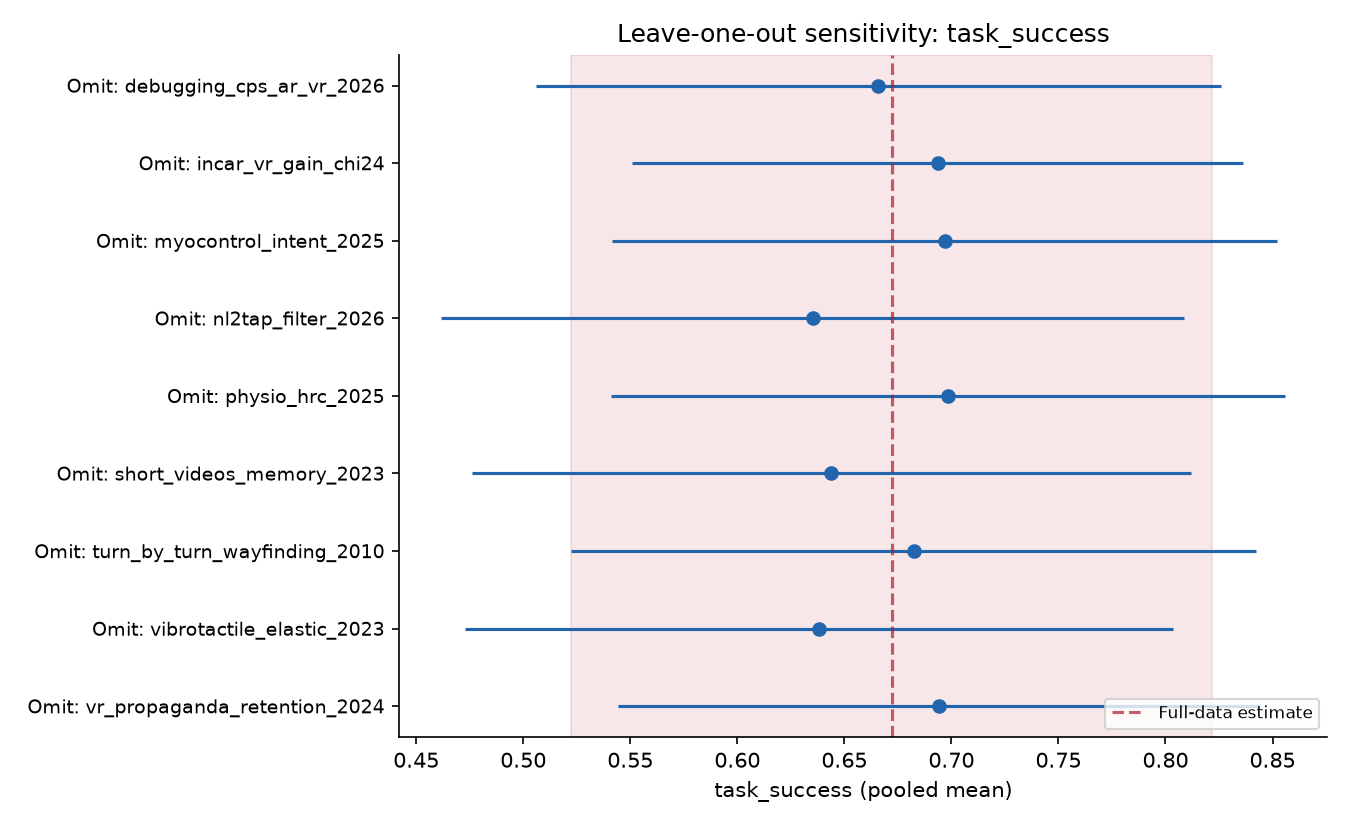 Leave-one-out sensitivity: task_success
Omit: debugging_cps_ar_vr_2026
Omit: incar_vr_gain_chi24
Omit: myocontrol_intent_2025
Omit: nl2tap_filter_2026
Omit: physio_hrc_2025
Omit: short_videos_memory_2023
Omit: turn_by_turn_wayfinding_2010
Omit: vibrotactile_elastic_2023
Omit: vr_propaganda_retention_2024
Full-data estimate
0.45 0.50 0.55 0.60 0.65 0.70 0.75 0.80 0.85
task_success (pooled mean)